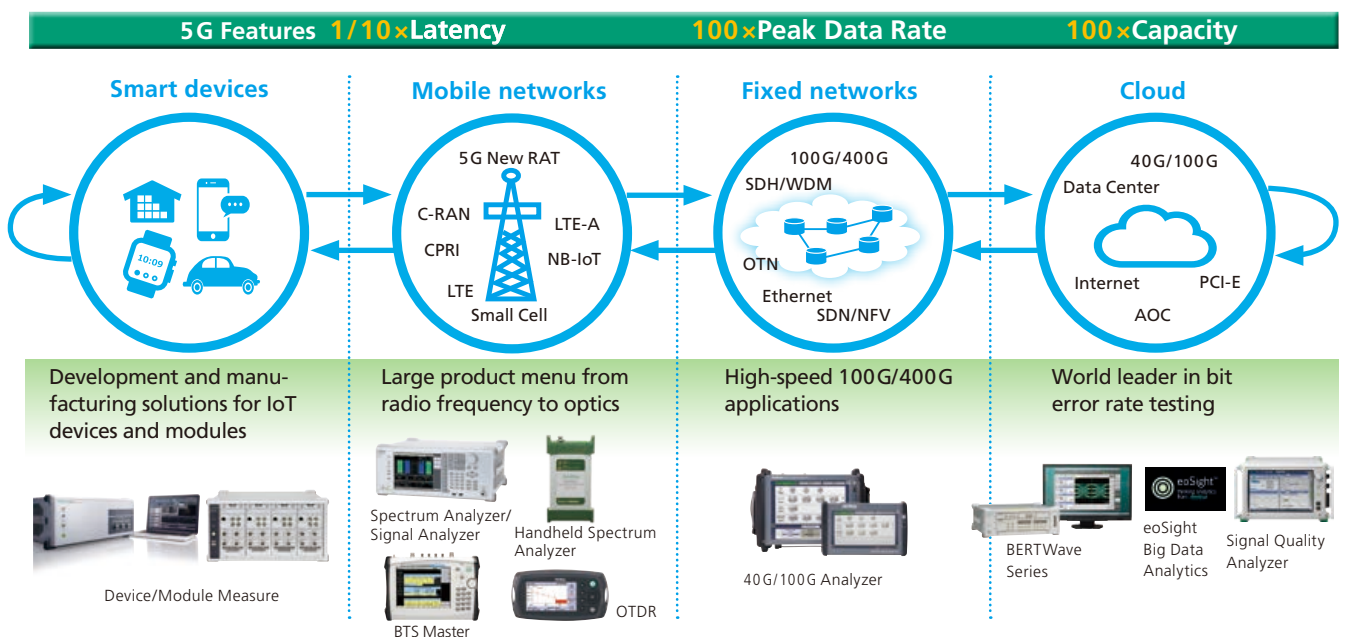 5G Features 1/10×Latency 100×Peak Data Rate 100×Capacity
Smart devices
10:09
Development and manu-
facturing solutions for IoT
devices and modules
Device/Module Measure
Mobile networks
5G New RAT
C-RAN
LTE-A
CPRI
NB-IoT
LTE
Small Cell
Large product menu from
radio frequency to optics
Spectrum Analyzer/
Signal Analyzer
Handheld Spectrum
Analyzer
BTS Master
OTDR
Fixed networks
100G/400G
SDH/WDM
OTN
Ethernet
SDN/NFV
High-speed 100G/400G
applications
40G/100G Analyzer
Cloud
40G/100G
Data Center
Internet
PCI-E
AOC
World leader in bit
error rate testing
BERTWave
Series
eoSight™
eoSight
Big Data
Analytics
Signal Quality
Analyzer